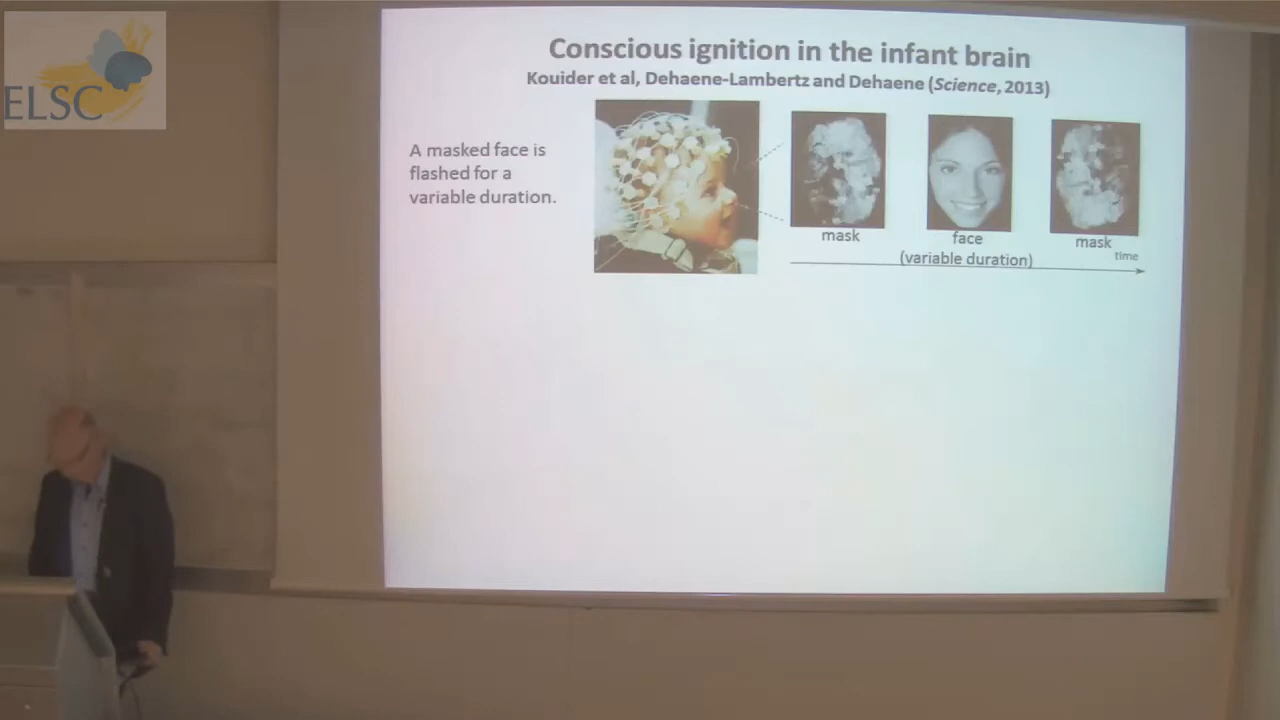 ELSC
Conscious ignition in the infant brain
Kouider et al, Dehaene-Lambertz and Dehaene (Science, 2013)
A masked face is
flashed for a
variable duration.
mask
face
(variable duration)
mask
time